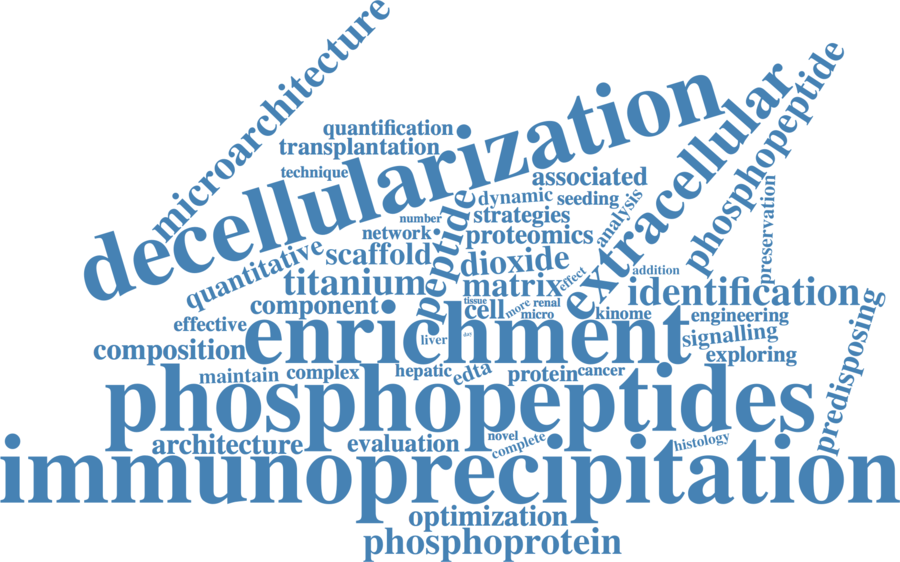 microarchitecture
decellularization
extracellular
phosphopeptide
quantification
transplantation
technique
associated
dynamic
seeding
analysis
preservation
number
peptide
strategies
network
proteomics
quantitative
scaffold
dioxide
effect
addition
titanium
matrix
identification
component
tissue
cell
more
renal
micro
kinome
engineering
predisposing
effective
enrichment
signalling
liver
day
composition
exploring
maintain
complex
hepatic
edta
protein
cancer
phosphopeptides
architecture
evaluation
novel
complete
histology
immunoprecipitation
optimization
phosphoprotein